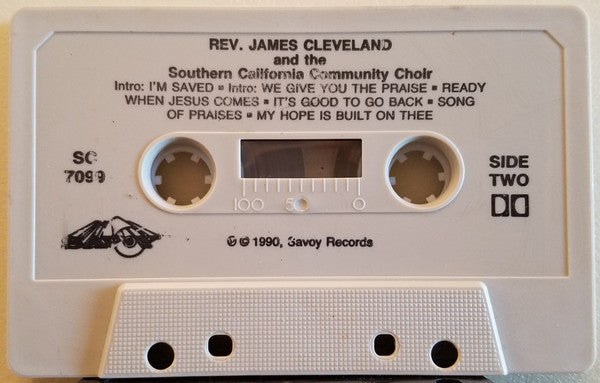 REV. JAMES CLEVELAND
and the
Southern California Community Choir
Intro: I'M SAVED ▪ Intro: WE GIVE YOU THE PRAISE ▪ READY
WHEN JESUS COMES ▪ IT'S GOOD TO GO BACK ▪ SONG
OF PRAISES ▪ MY HOPE IS BUILT ON THEE
SC
7099
SIDE
TWO
100 50 0
℗ © 1990, Savoy Records